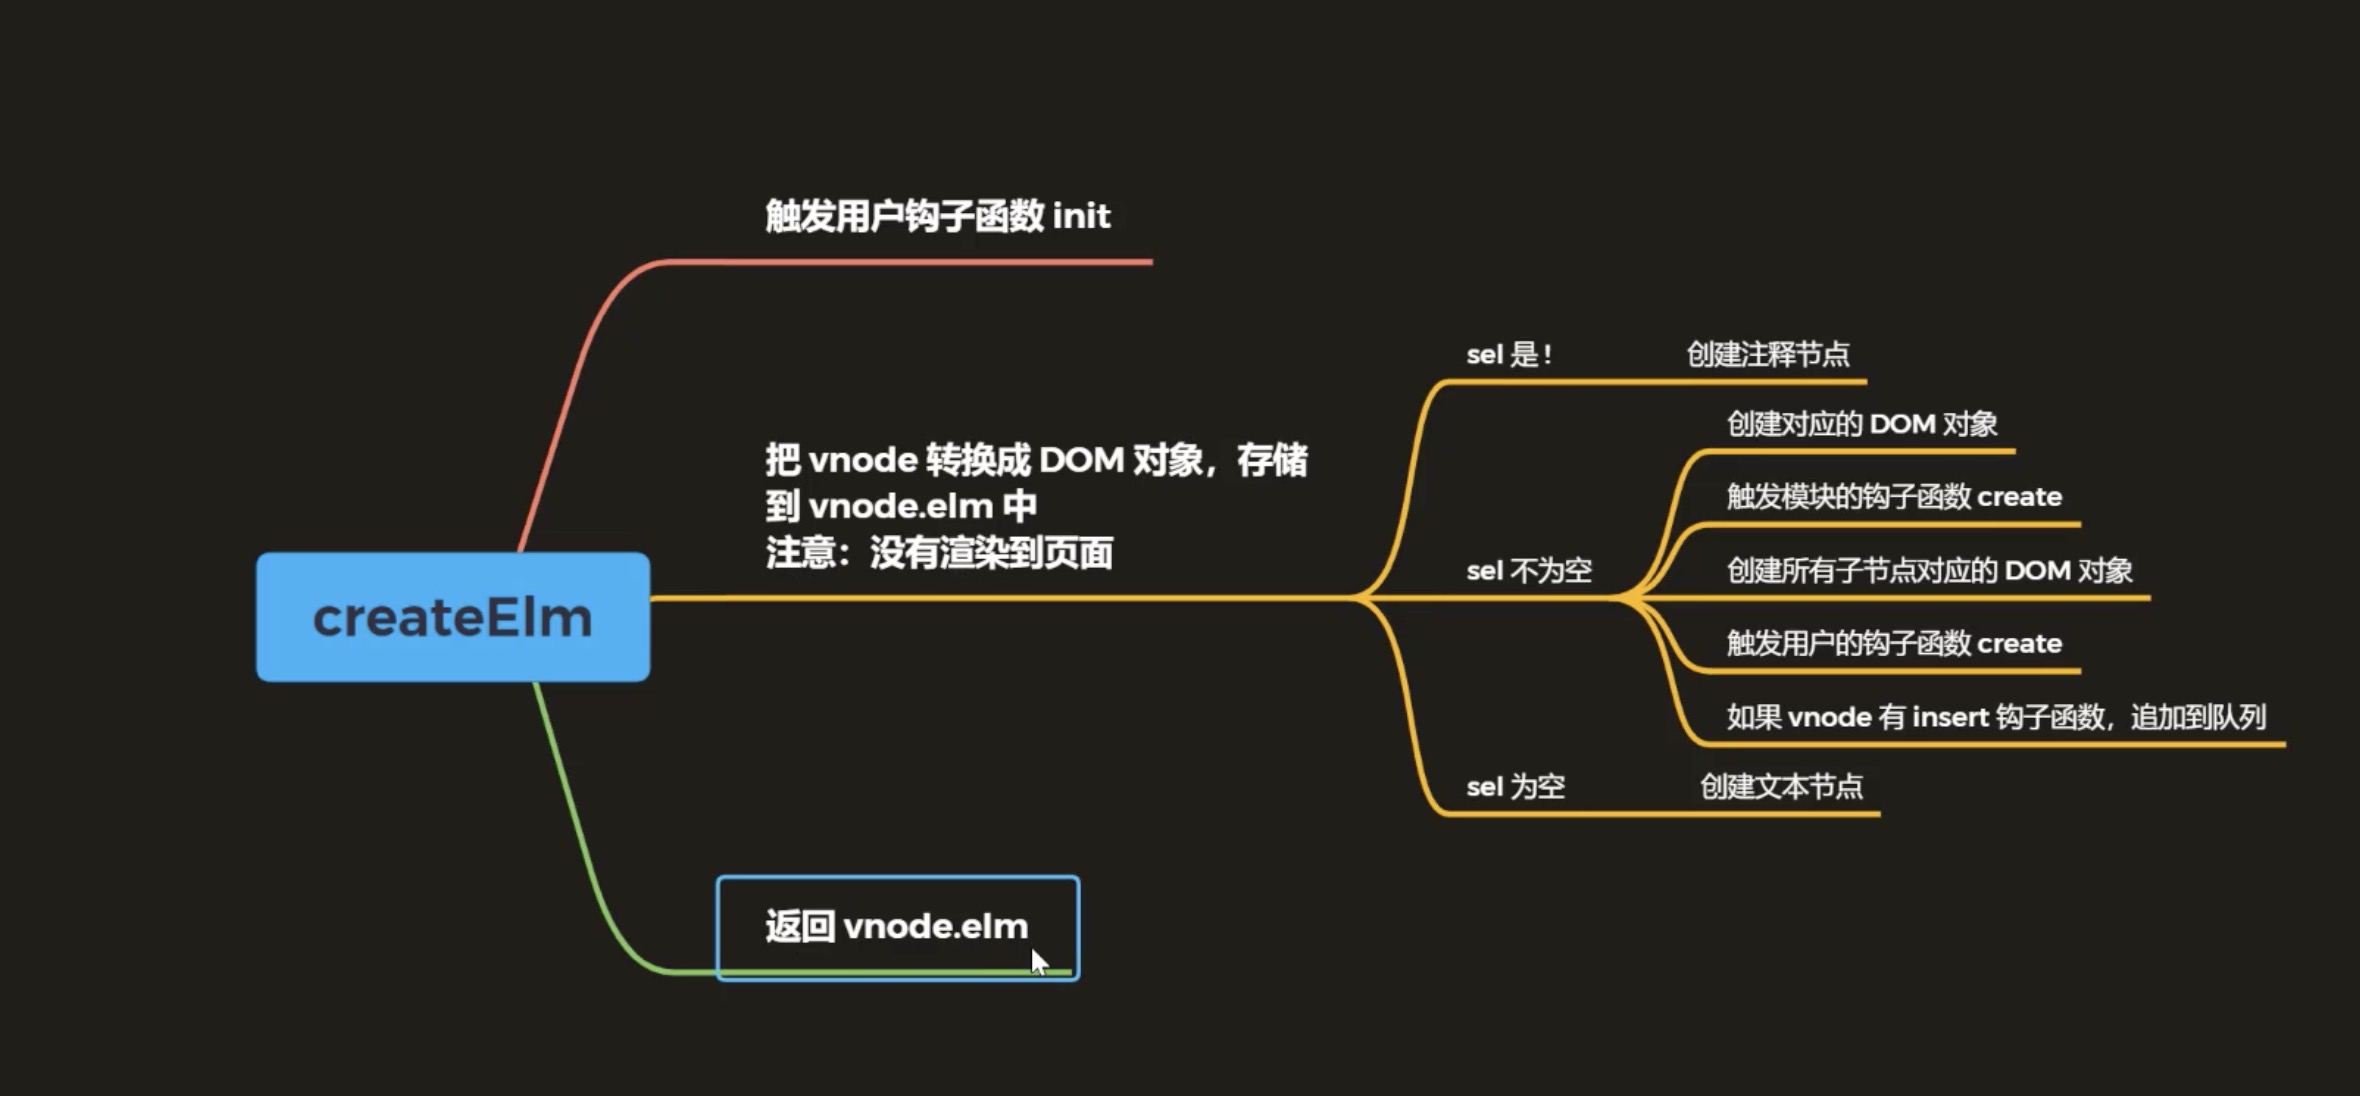 触发用户钩子函数 init
sel 是！
创建注释节点
创建对应的 DOM 对象
把 vnode 转换成 DOM 对象，存储
到 vnode.elm 中
注意：没有渲染到页面
触发模块的钩子函数 create
createElm
sel 不为空
创建所有子节点对应的 DOM 对象
触发用户的钩子函数 create
如果 vnode 有 insert 钩子函数，追加到队列
sel 为空
创建文本节点
返回 vnode.elm